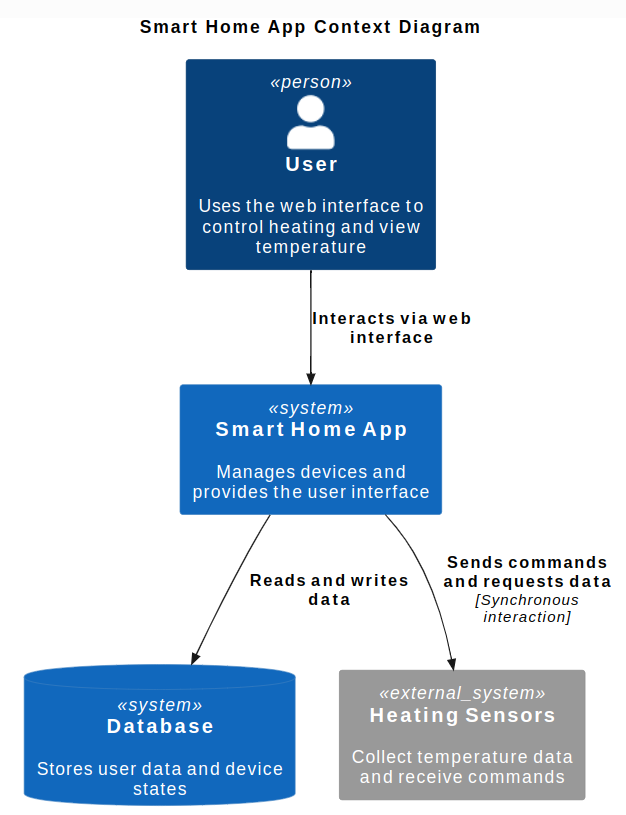 Smart Home App Context Diagram
«person»
User
Uses the web interface to
control heating and view
temperature
Interacts via web
interface
«system»
Smart Home App
Manages devices and
provides the user interface
Reads and writes
data
Sends commands
and requests data
[Synchronous
interaction]
«system»
Database
Stores user data and device
states
«external_system»
Heating Sensors
Collect temperature data
and receive commands